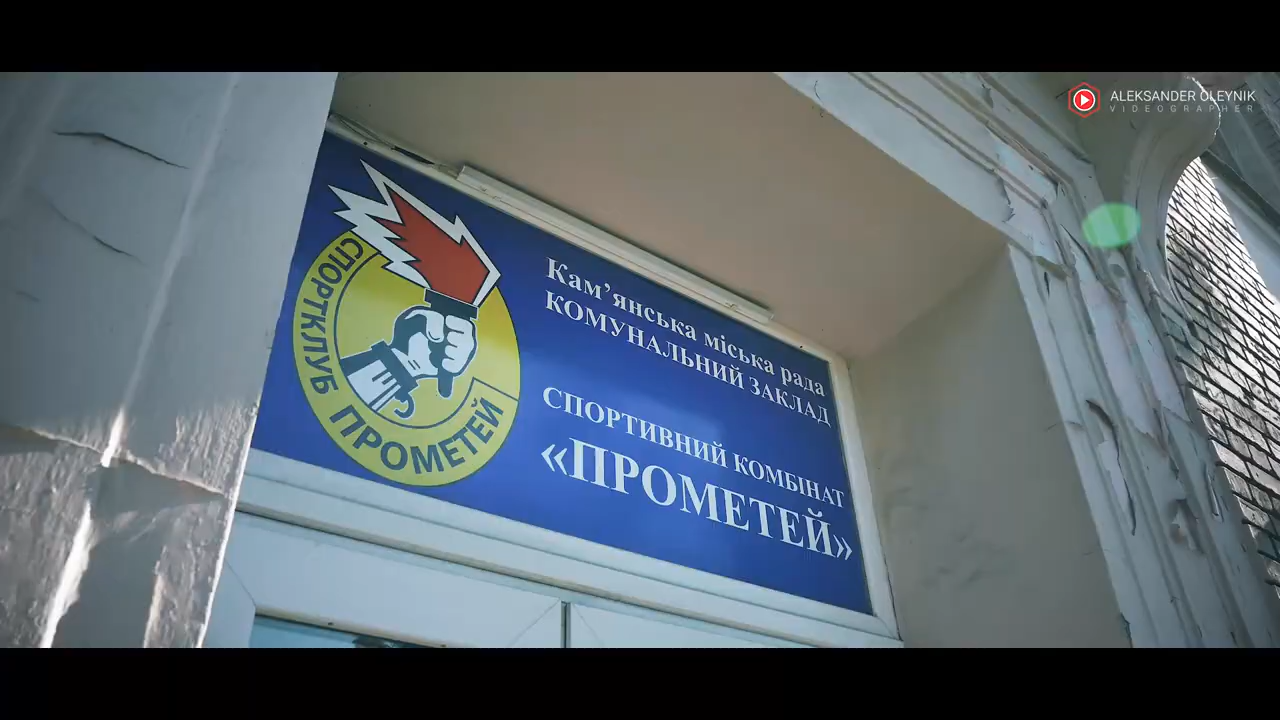 ALEKSANDER OLEYNIK
VIDEOGRAPHER
СПОРТКЛУБ ПРОМЕТЕЙ
Кам’янська міська рада
КОМУНАЛЬНИЙ ЗАКЛАД
СПОРТИВНИЙ КОМБІНАТ
«ПРОМЕТЕЙ»